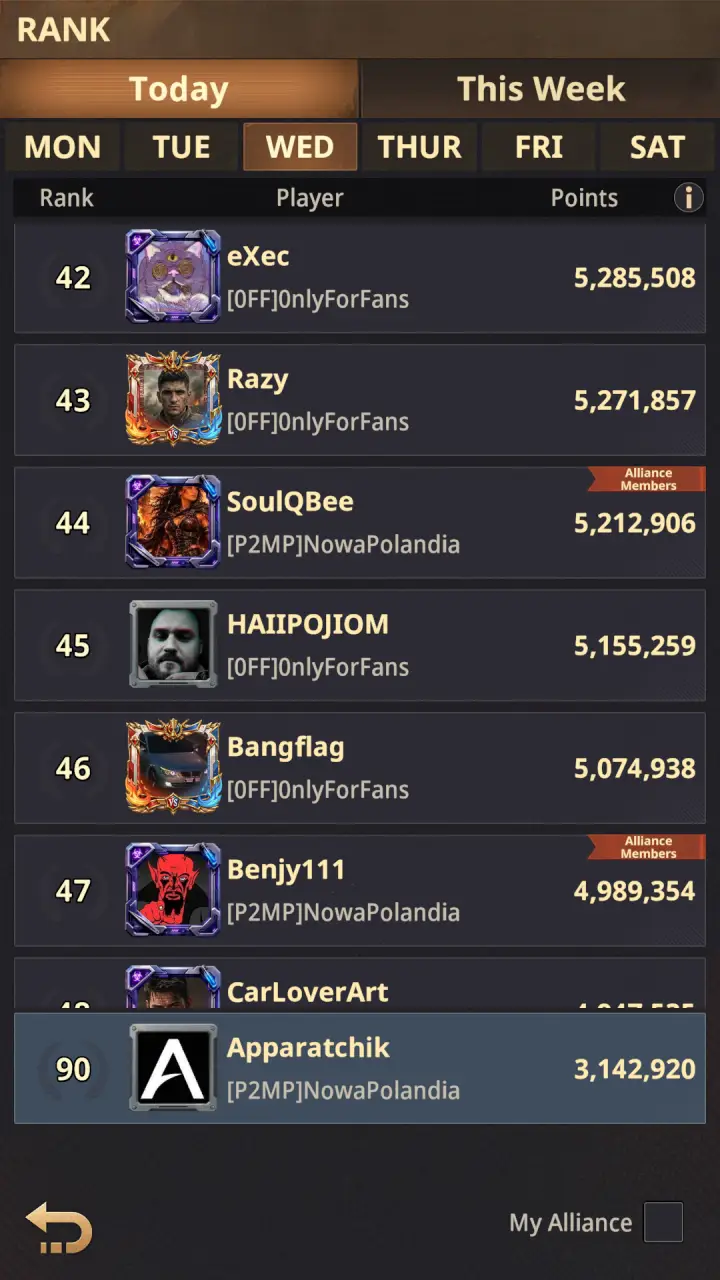 RANK
Today
This Week
MON
TUE
WED
THUR
FRI
SAT
Rank
Player
Points
42
eXec
[0FF]0nlyForFans
5,285,508
43
Razy
[0FF]0nlyForFans
5,271,857
Alliance
Members
44
SoulQBee
[P2MP]NowaPolandia
5,212,906
45
HAIIPOJIOM
[0FF]0nlyForFans
5,155,259
46
Bangflag
[0FF]0nlyForFans
5,074,938
Alliance
Members
47
Benjy111
[P2MP]NowaPolandia
4,989,354
CarLoverArt
90
Apparatchik
[P2MP]NowaPolandia
3,142,920
My Alliance